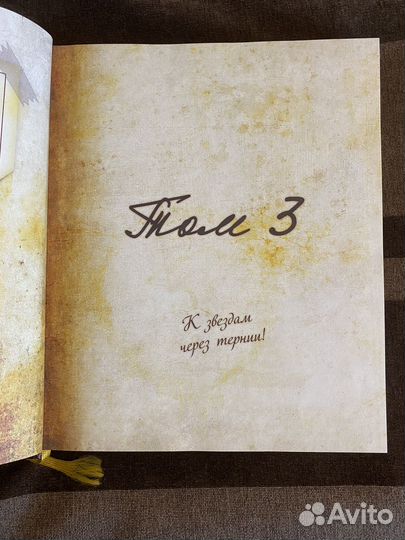 Том 3
К звездам
через тернии!
Avito